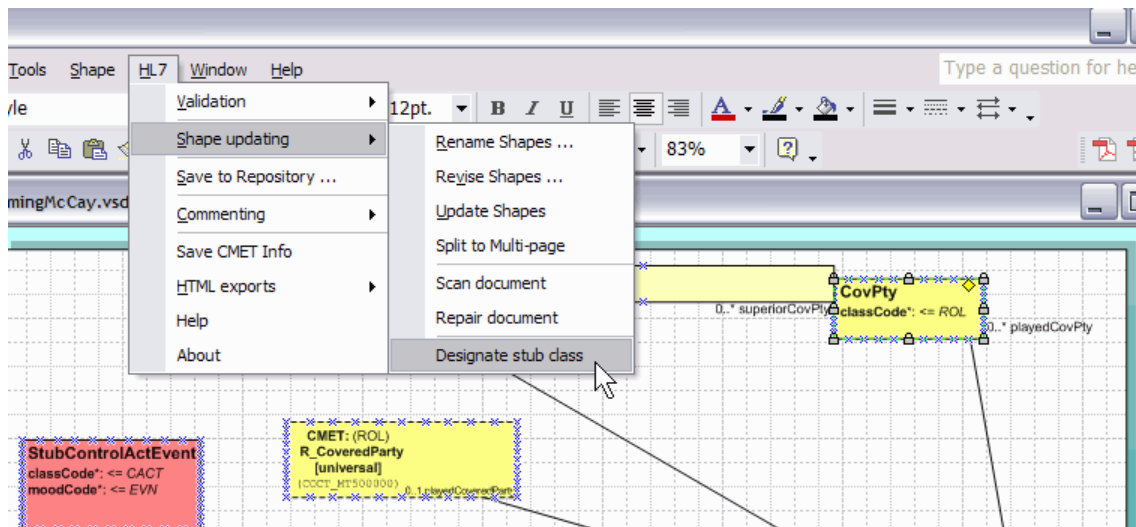 Tools Shape HL7 Window Help
Type a question for he
yle
12pt.
B I U
A
83%
mingMcCay.vsd
Validation
Shape updating
Save to Repository ...
Commenting
Save CMET Info
HTML exports
Help
About
Rename Shapes ...
Revise Shapes ...
Update Shapes
Split to Multi-page
Scan document
Repair document
Designate stub class
0..* superiorCovPty
CovPty
classCode*: <= ROL
0..* playedCovPty
StubControlActEvent
classCode*: <= CACT
moodCode*: <= EVN
CMET: (ROL)
R_CoveredParty
[universal]
(COCT_MT500000)
0..1 playedCoveredParty